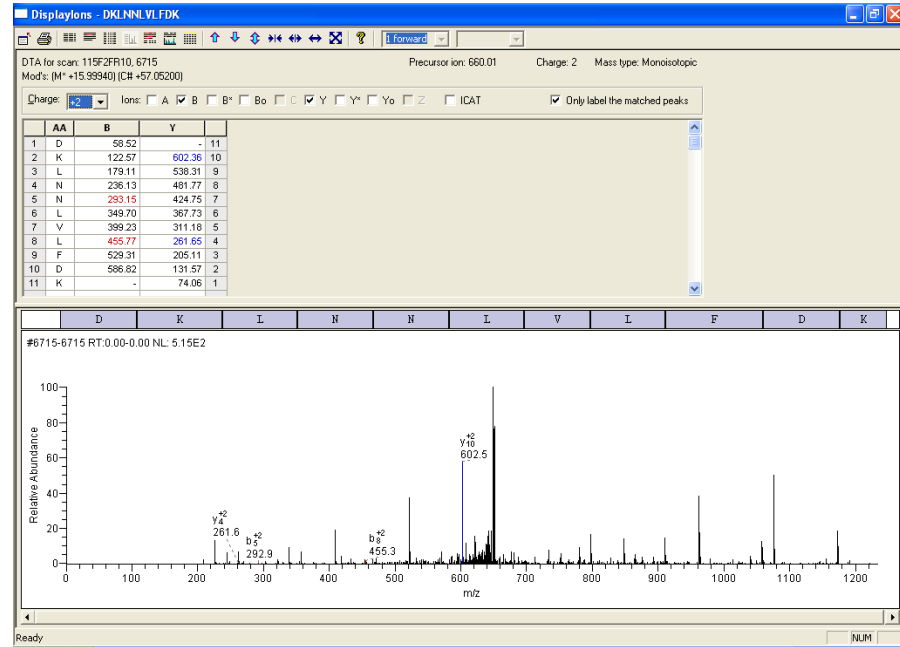 DisplayIons - DKLNNLVLFDK
1 forward
DTA for scan: 115F2FR10, 6715 Precursor ion: 660.01 Charge: 2 Mass type: Monoisotopic
Mod's: (M* +15.99940) (C# +57.05200)
Charge: +2 Ions: A B B* Bo C Y Y* Yo Z ICAT Only label the matched peaks
AA B Y
1 D 58.52 - 11
2 K 122.57 602.36 10
3 L 179.11 538.31 9
4 N 236.13 481.77 8
5 N 293.15 424.75 7
6 L 349.70 367.73 6
7 V 399.23 311.18 5
8 L 455.77 261.65 4
9 F 529.31 205.11 3
10 D 586.82 131.57 2
11 K - 74.06 1
D K L N N L V L F D K
#6715-6715 RT:0.00-0.00 NL: 5.15E2
100
80
60
40
20
0
Relative Abundance
y4+2
261.6
b5+2
292.9
b8+2
455.3
y10+2
602.5
0 100 200 300 400 500 600 700 800 900 1000 1100 1200
m/z
Ready NUM